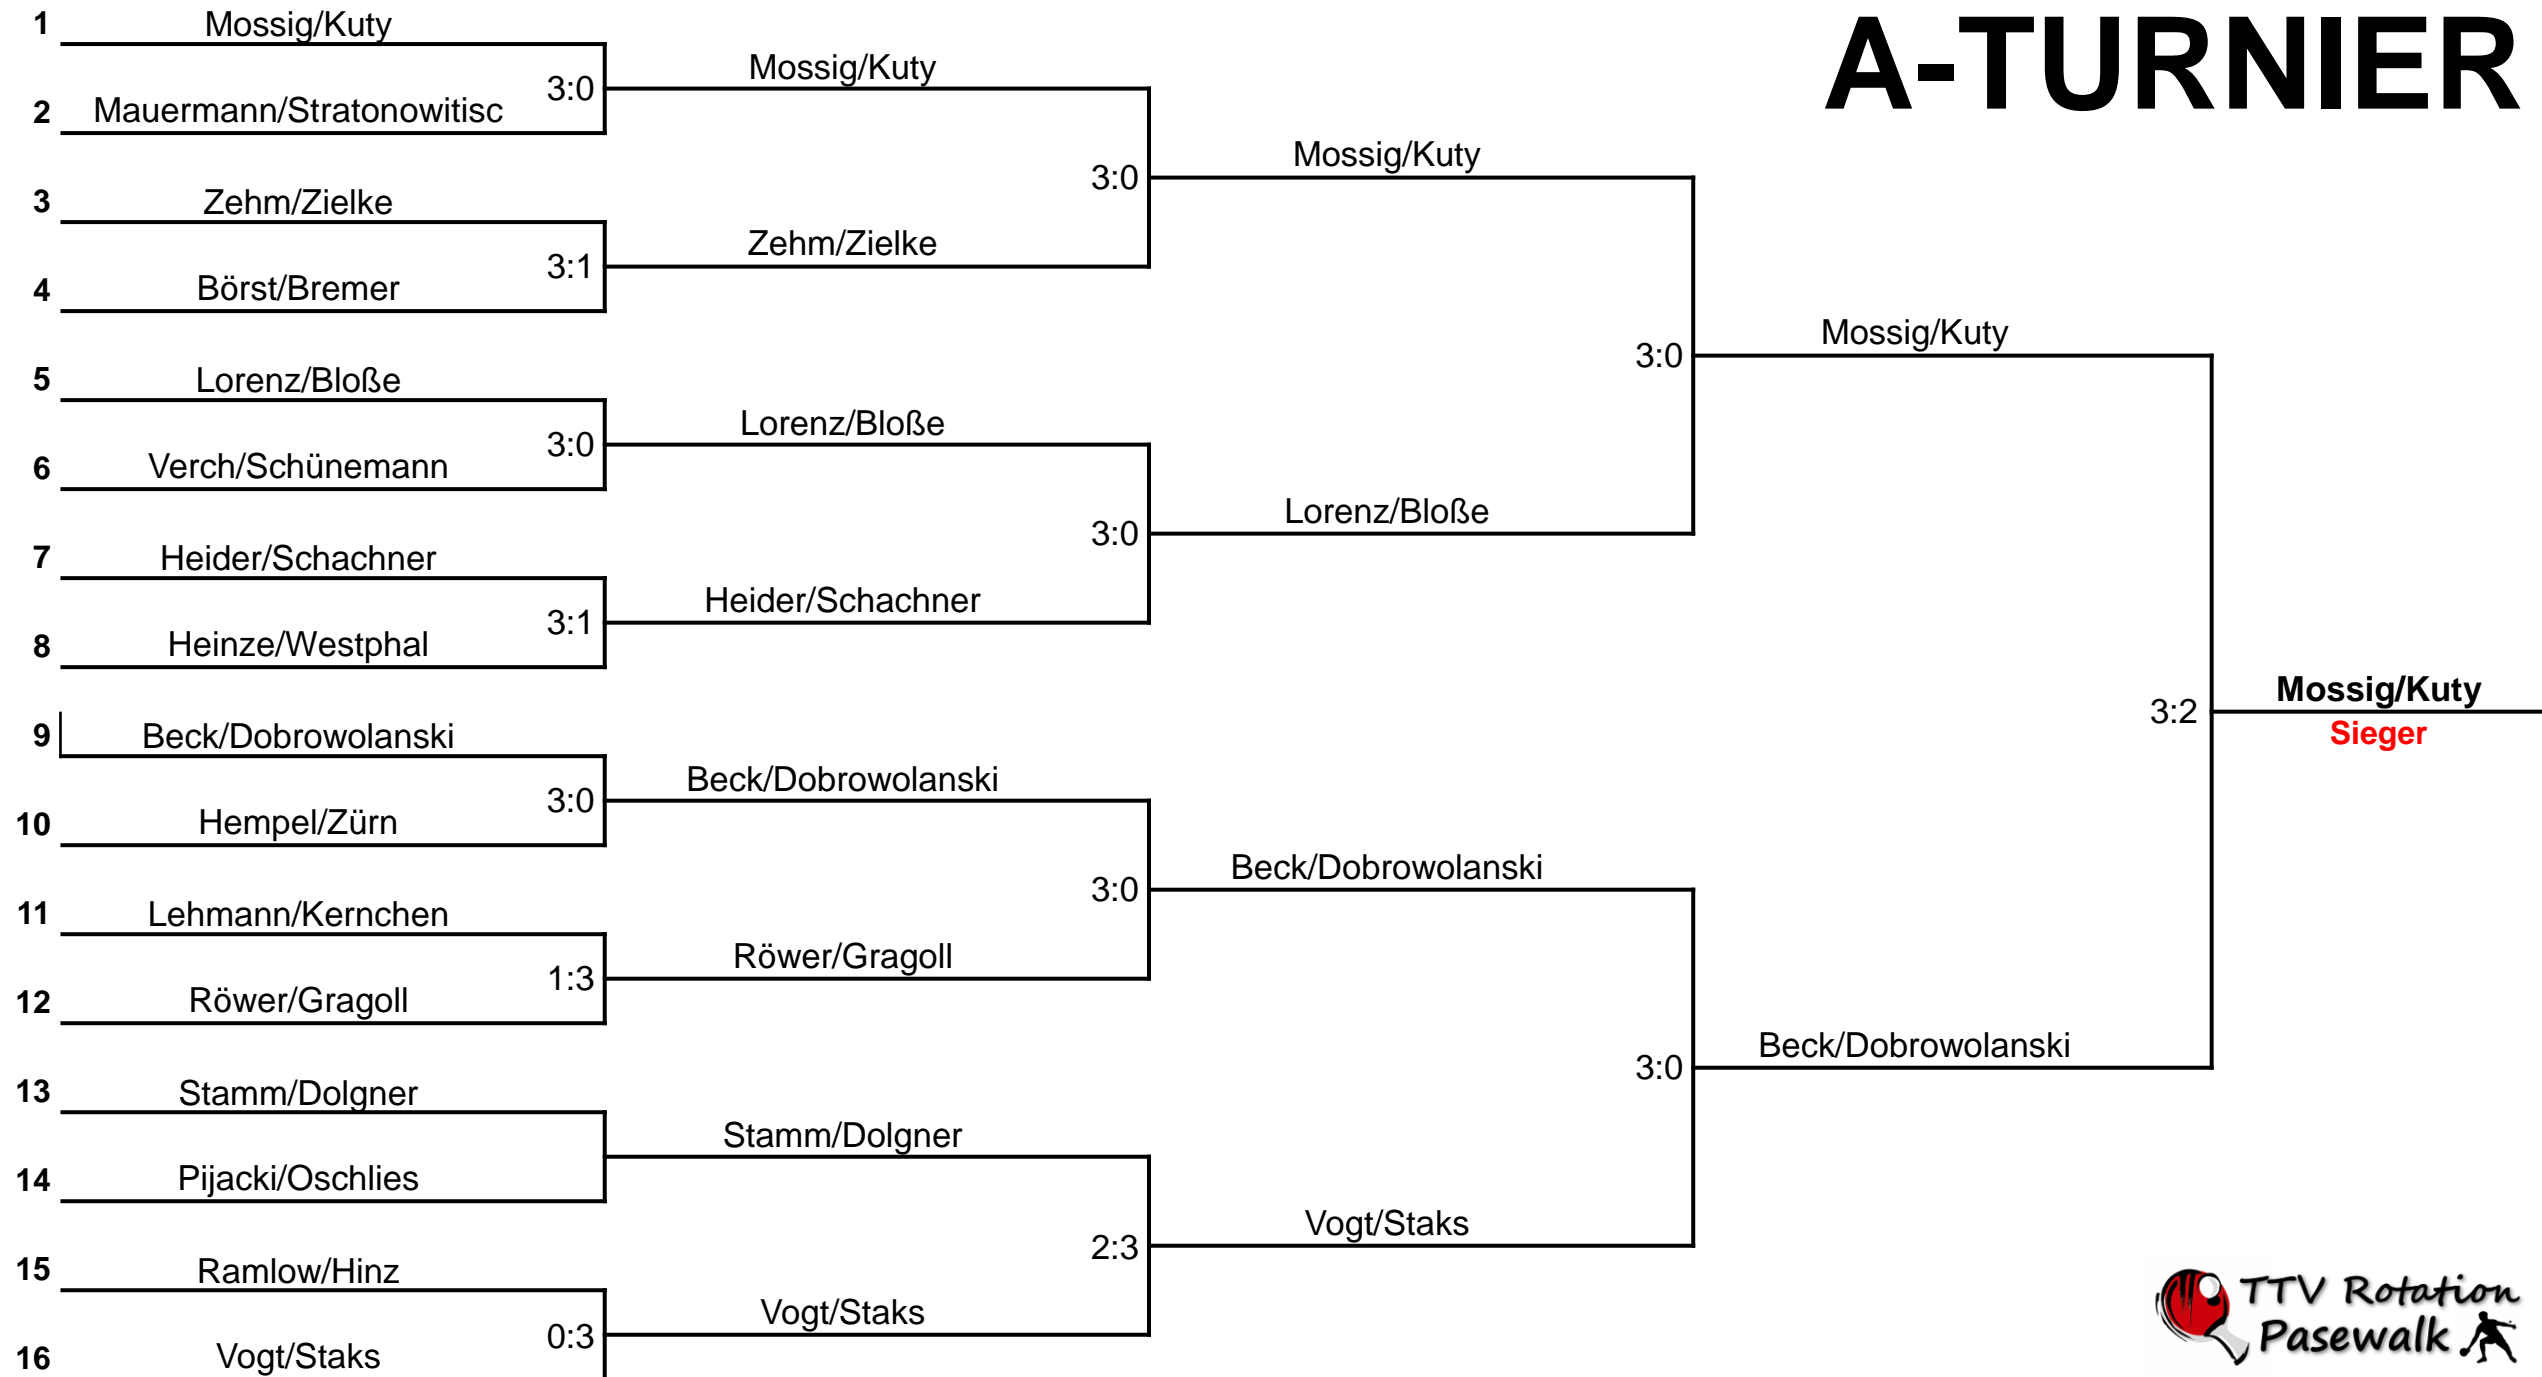 A-TURNIER
1 Mossig/Kuty
2 Mauermann/Stratonowitisc
3 Zehm/Zielke
4 Börst/Bremer
5 Lorenz/Bloße
6 Verch/Schünemann
7 Heider/Schachner
8 Heinze/Westphal
9 Beck/Dobrowolanski
10 Hempel/Zürn
11 Lehmann/Kernchen
12 Röwer/Gragoll
13 Stamm/Dolgner
14 Pijacki/Oschlies
15 Ramlow/Hinz
16 Vogt/Staks
3:0
3:1
3:0
3:1
3:0
1:3
0:3
Mossig/Kuty
Zehm/Zielke
Lorenz/Bloße
Heider/Schachner
Beck/Dobrowolanski
Röwer/Gragoll
Stamm/Dolgner
Vogt/Staks
3:0
3:0
3:0
2:3
Mossig/Kuty
Lorenz/Bloße
Beck/Dobrowolanski
Vogt/Staks
3:0
3:0
Mossig/Kuty
Beck/Dobrowolanski
3:2
Mossig/Kuty
Sieger
TTV Rotation
Pasewalk